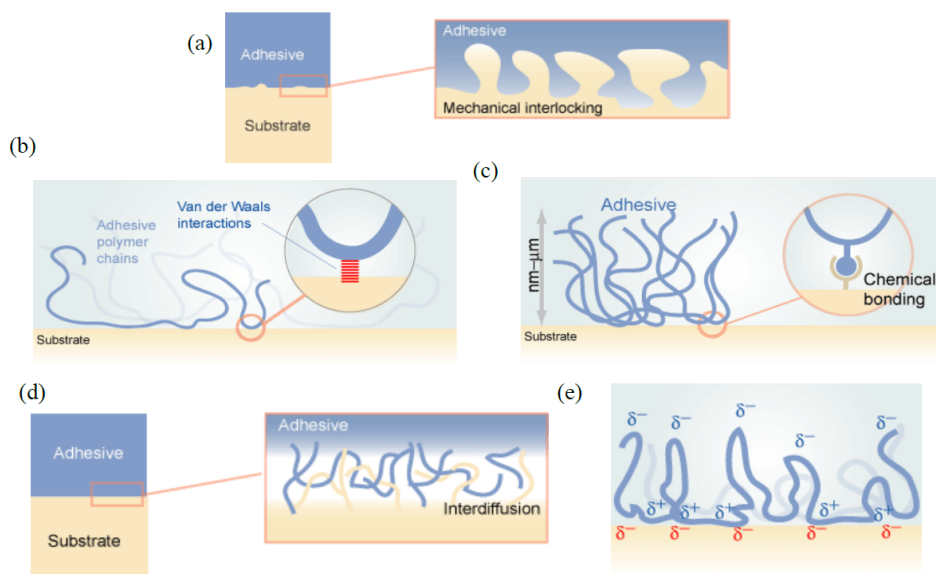 (a)
Adhesive
Substrate
Adhesive
Mechanical interlocking
(b)
Adhesive
polymer
chains
Van der Waals
interactions
Substrate
(c)
nm–μm
Adhesive
Chemical
bonding
Substrate
(d)
Adhesive
Substrate
Adhesive
Interdiffusion
(e)
δ− δ− δ− δ− δ−
δ+ δ+ δ+ δ+ δ+
δ− δ− δ− δ− δ−